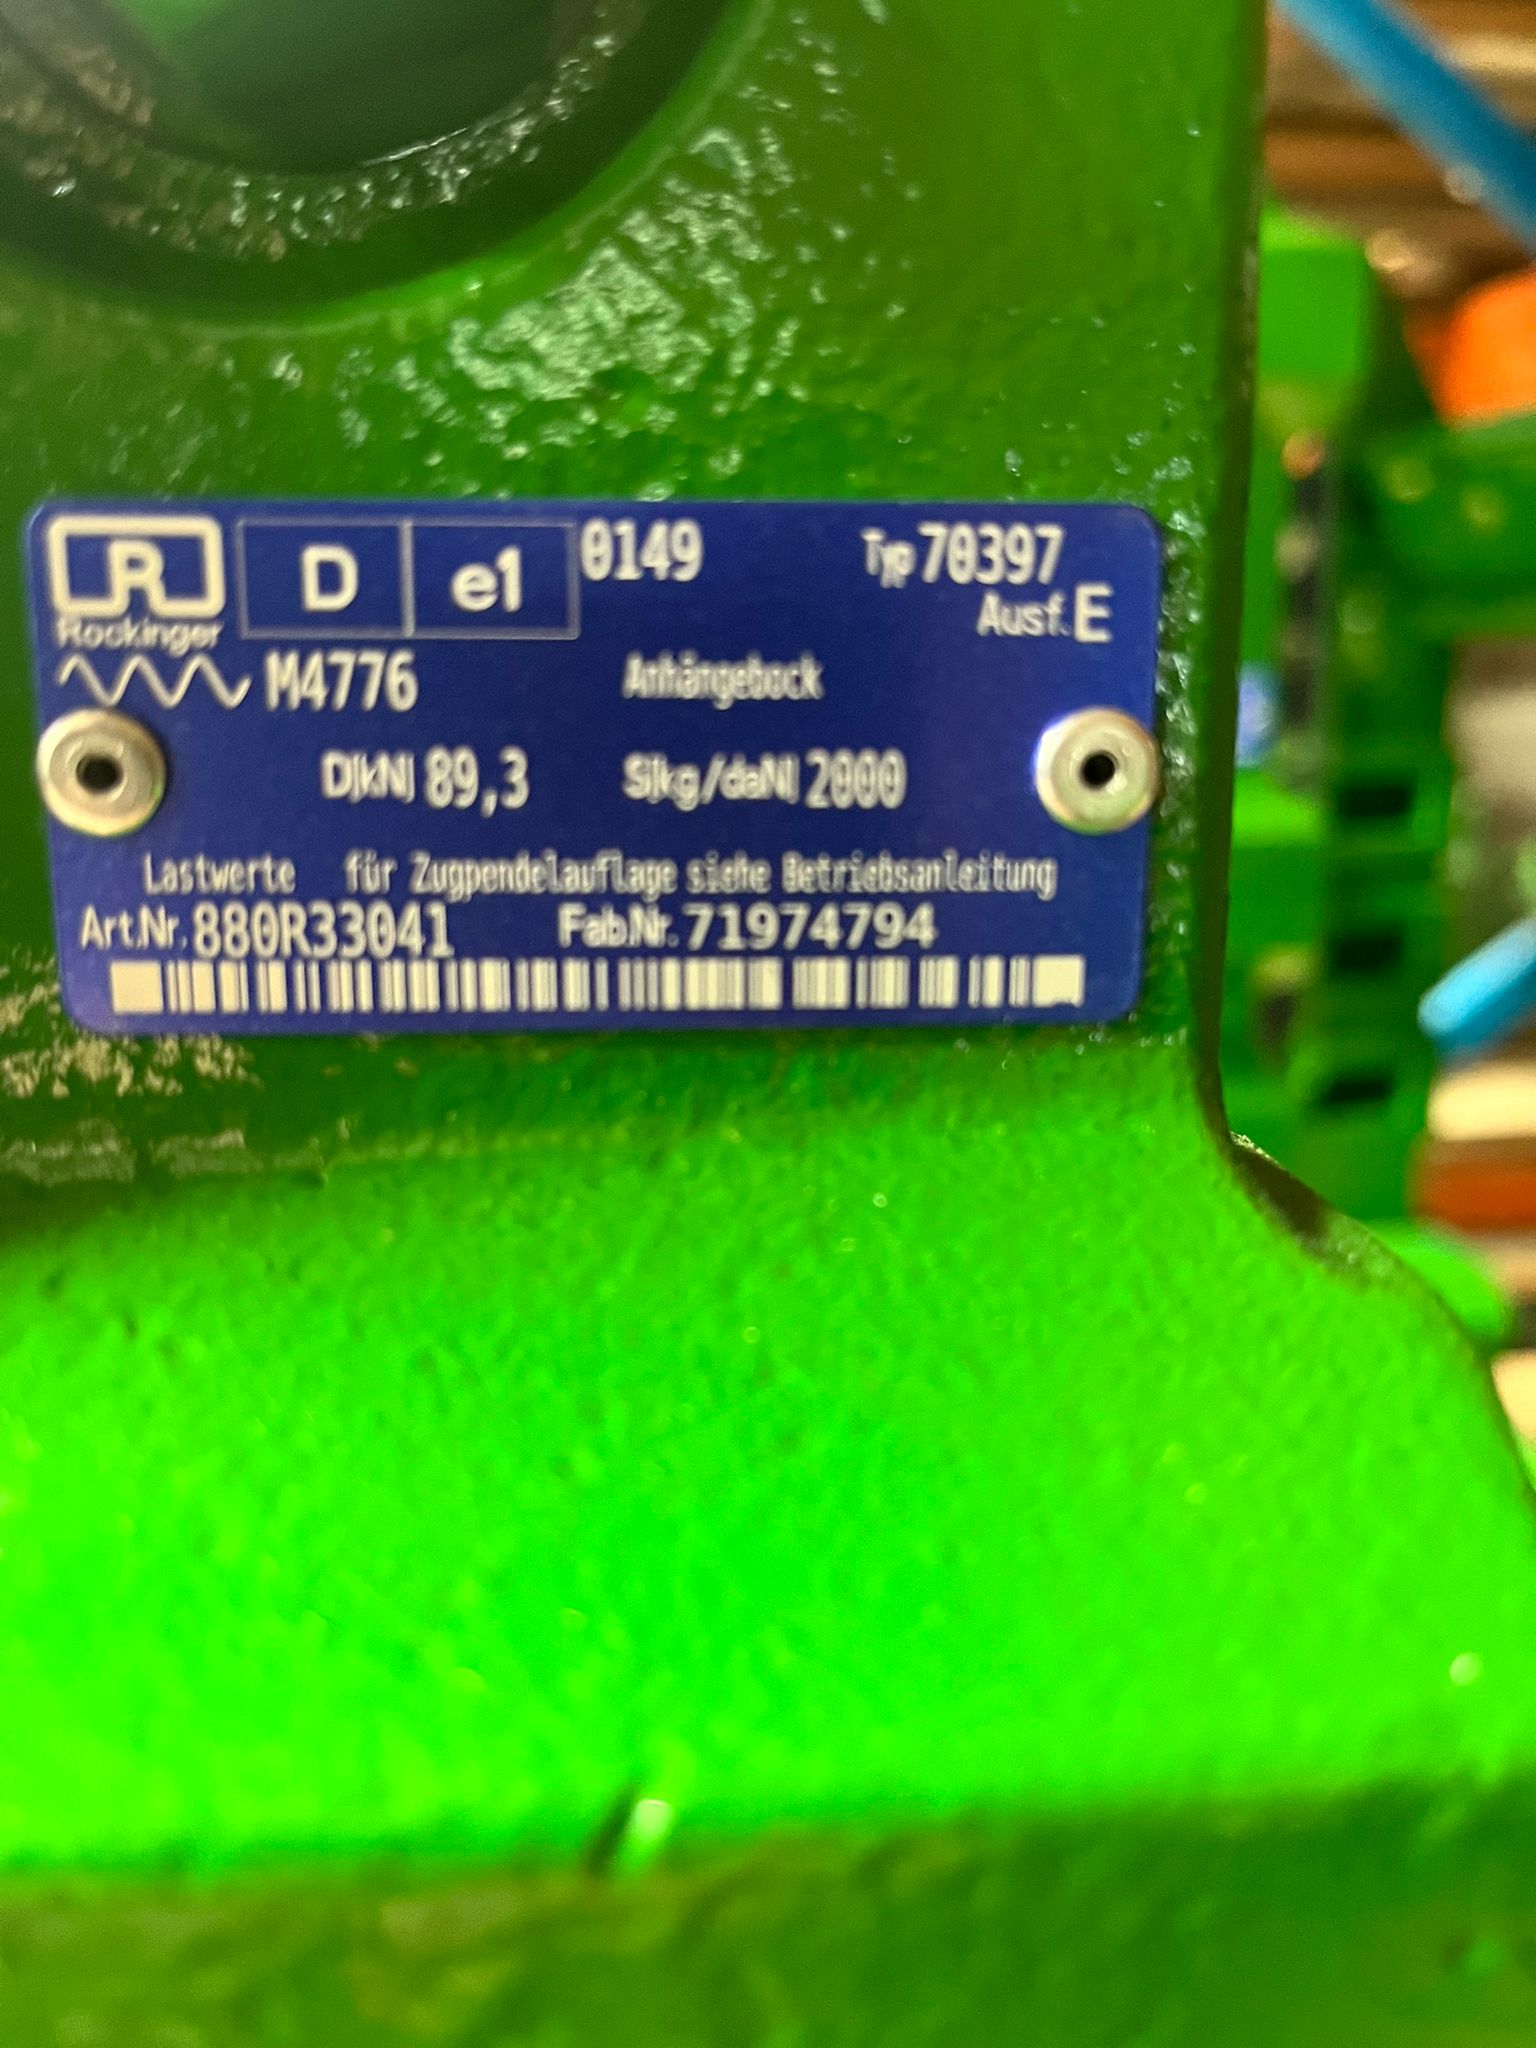 R D e1 0149 Typ 70397
Rockinger Ausf. E
M4776 Anhängebock
D|kN| 89,3 S|kg/daN| 2000
Lastwerte für Zugpendelauflage siehe Betriebsanleitung
Art.Nr. 880R33041 Fab.Nr. 71974794